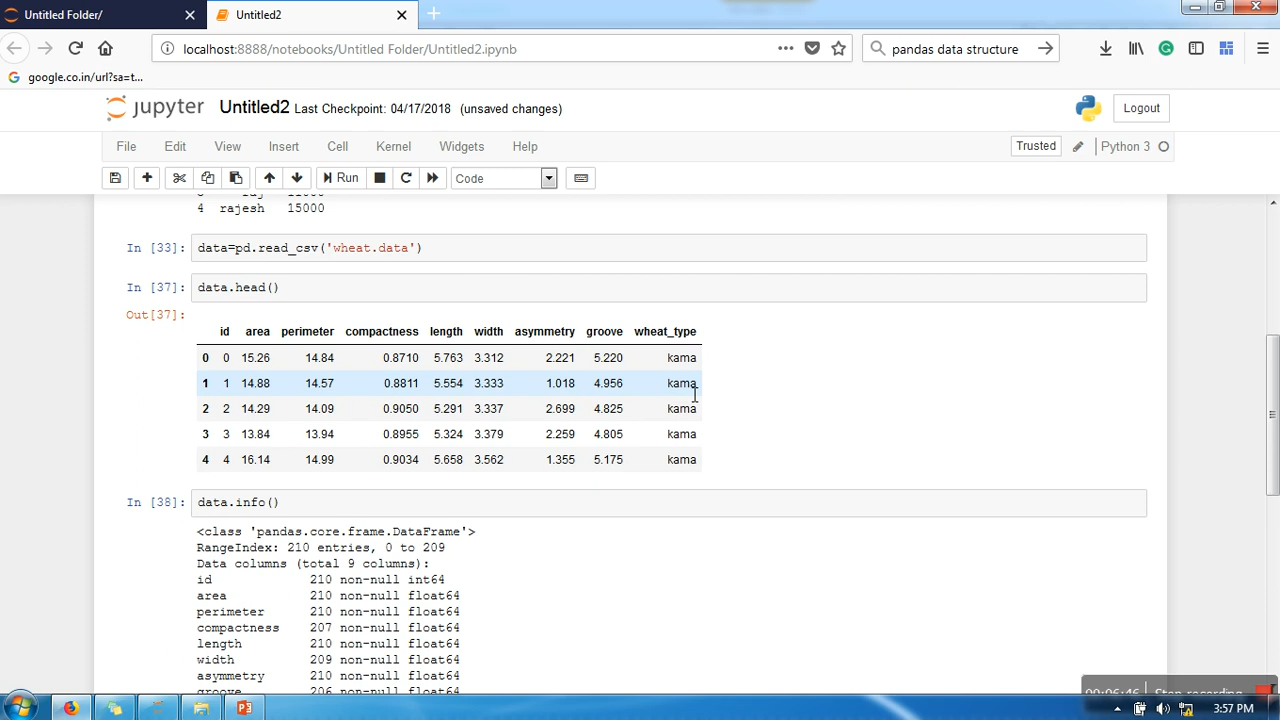 Untitled Folder/
Untitled2
localhost:8888/notebooks/Untitled Folder/Untitled2.ipynb
pandas data structure
google.co.in/url?sa=t...
jupyter Untitled2 Last Checkpoint: 04/17/2018 (unsaved changes)
Logout
File Edit View Insert Cell Kernel Widgets Help
Trusted
Python 3
Run
Code
4 rajesh 15000
In [33]: data=pd.read_csv('wheat.data')
In [37]: data.head()
Out[37]:
id area perimeter compactness length width asymmetry groove wheat_type
0 0 15.26 14.84 0.8710 5.763 3.312 2.221 5.220 kama
1 1 14.88 14.57 0.8811 5.554 3.333 1.018 4.956 kama
2 2 14.29 14.09 0.9050 5.291 3.337 2.699 4.825 kama
3 3 13.84 13.94 0.8955 5.324 3.379 2.259 4.805 kama
4 4 16.14 14.99 0.9034 5.658 3.562 1.355 5.175 kama
In [38]: data.info()
<class 'pandas.core.frame.DataFrame'>
RangeIndex: 210 entries, 0 to 209
Data columns (total 9 columns):
id 210 non-null int64
area 210 non-null float64
perimeter 210 non-null float64
compactness 207 non-null float64
length 210 non-null float64
width 209 non-null float64
asymmetry 210 non-null float64
groove 206 non-null float64
00:06:46 Stop recording
3:57 PM